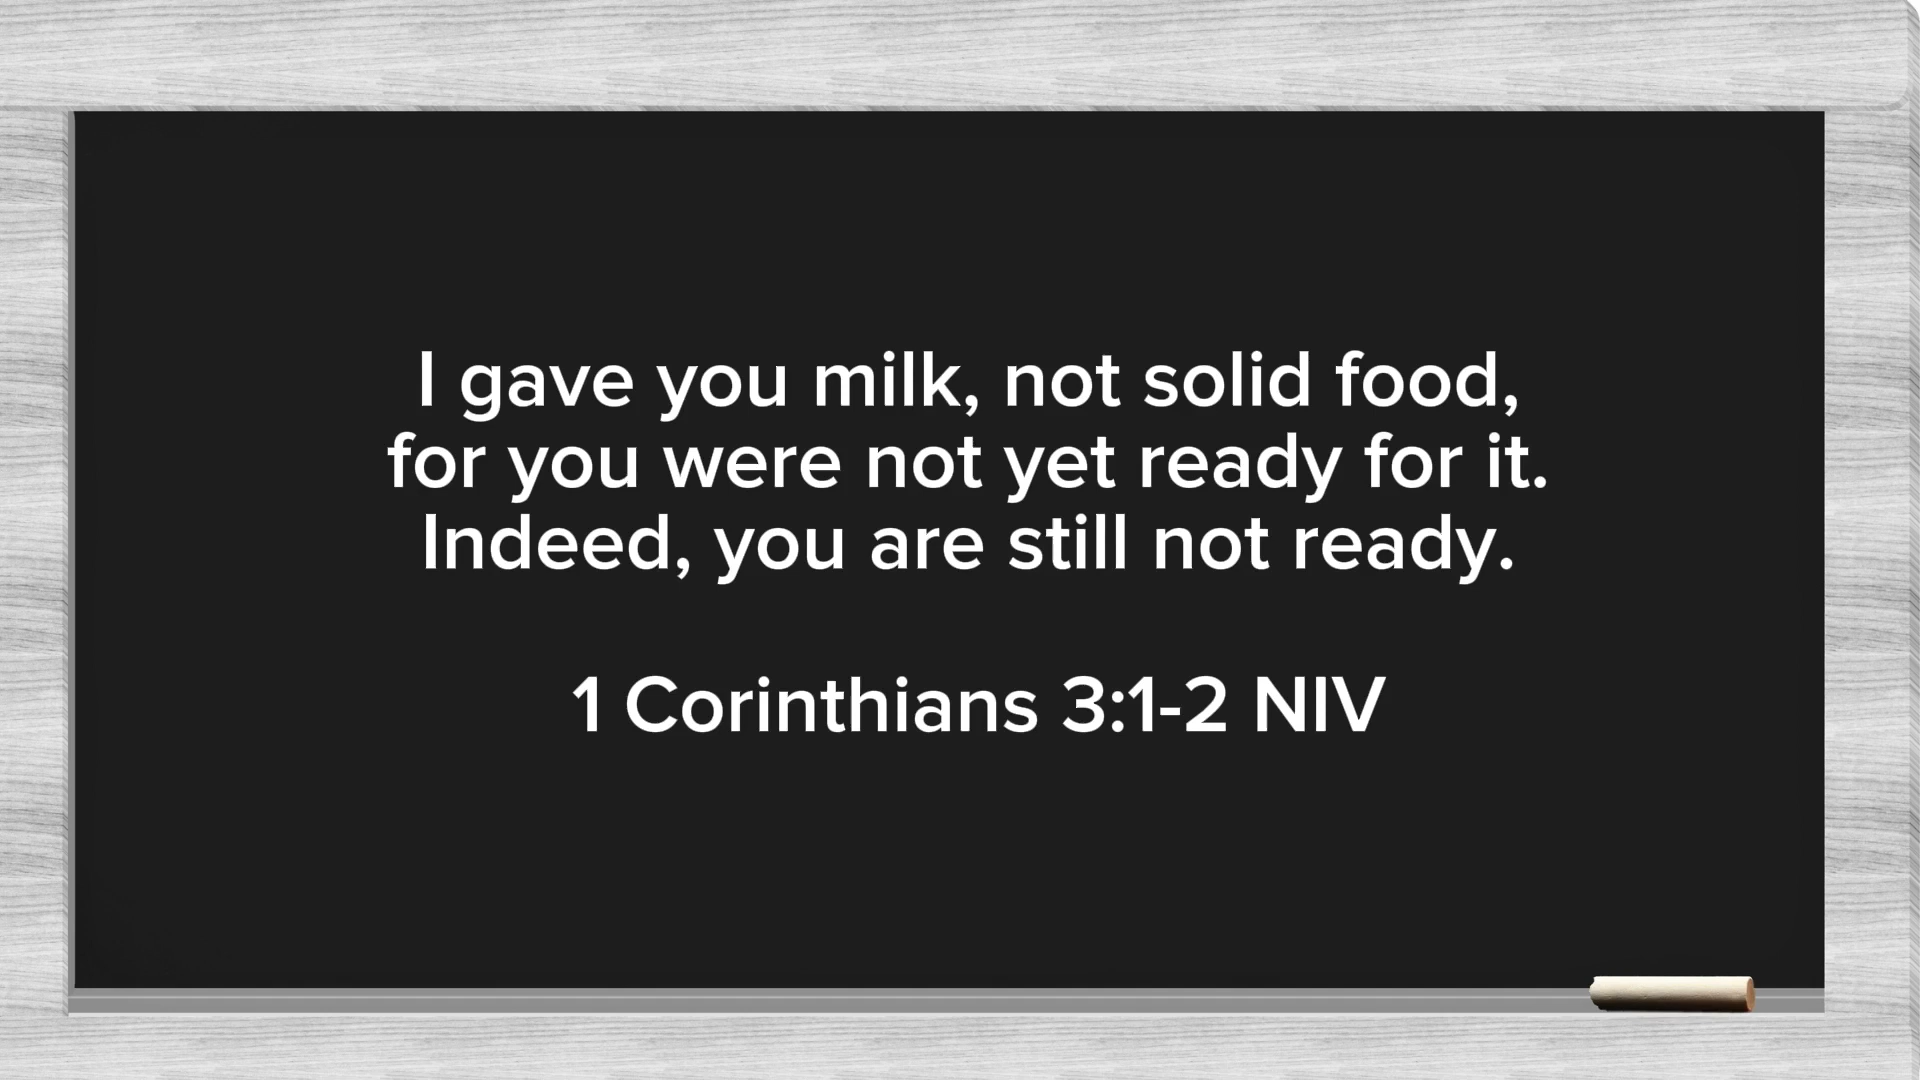 I gave you milk, not solid food,
for you were not yet ready for it.
Indeed, you are still not ready.
1 Corinthians 3:1-2 NIV